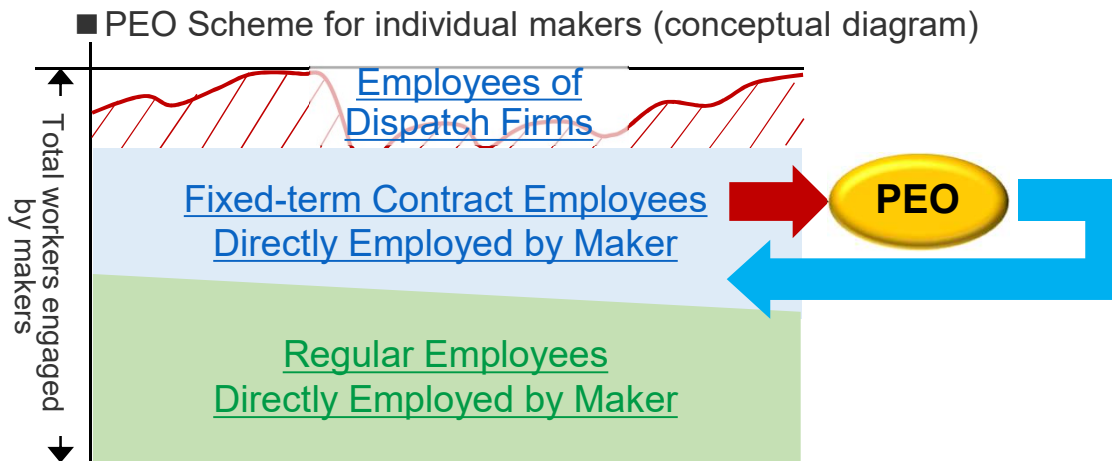 ■ PEO Scheme for individual makers (conceptual diagram)
Employees of
Dispatch Firms
Total workers engaged
by makers
Fixed-term Contract Employees
Directly Employed by Maker
PEO
Regular Employees
Directly Employed by Maker